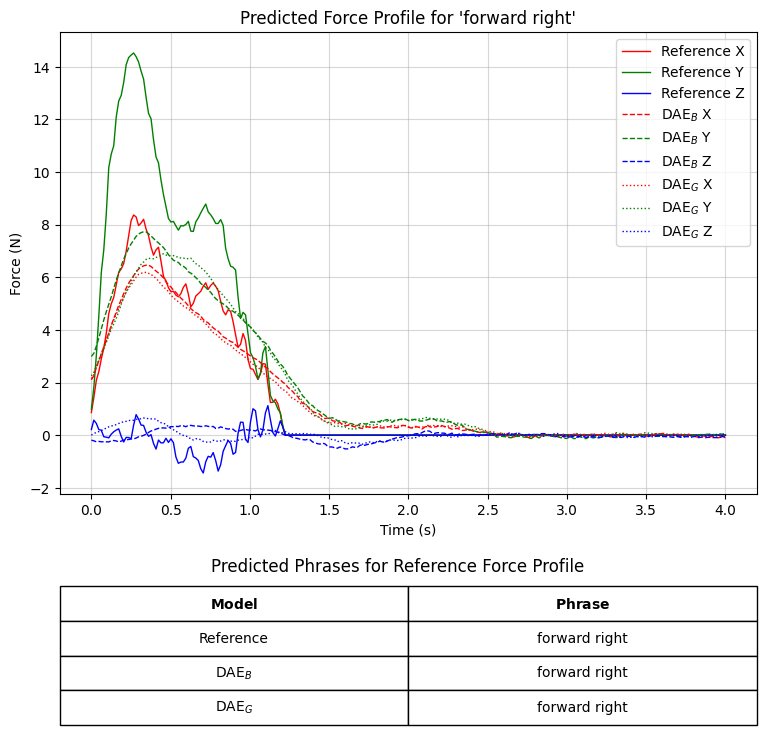 Predicted Force Profile for 'forward right'
Force (N)
14
12
10
8
6
4
2
0
−2
Reference X
Reference Y
Reference Z
DAE_B X
DAE_B Y
DAE_B Z
DAE_G X
DAE_G Y
DAE_G Z
0.0 0.5 1.0 1.5 2.0 2.5 3.0 3.5 4.0
Time (s)
Predicted Phrases for Reference Force Profile
Model Phrase
Reference forward right
DAE_B forward right
DAE_G forward right